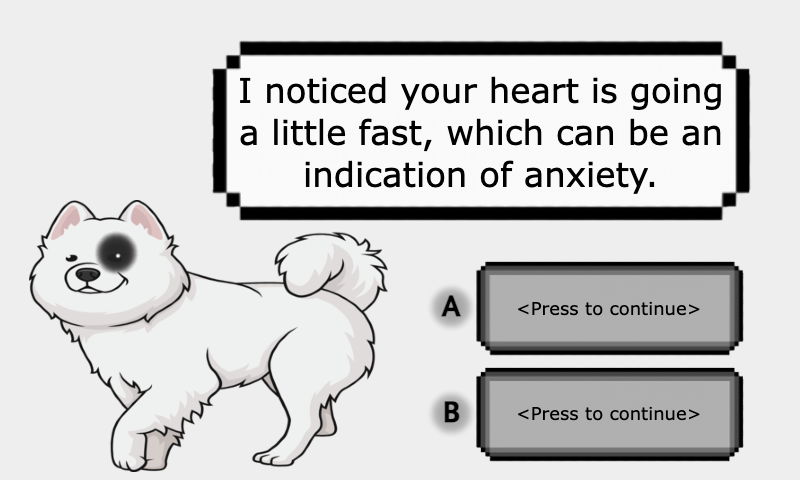 I noticed your heart is going
a little fast, which can be an
indication of anxiety.
A
<Press to continue>
B
<Press to continue>